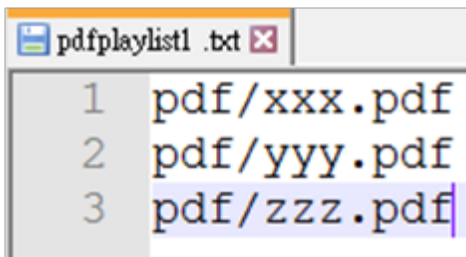 pdfplaylist1 .txt
1 pdf/xxx.pdf
2 pdf/yyy.pdf
3 pdf/zzz.pdf